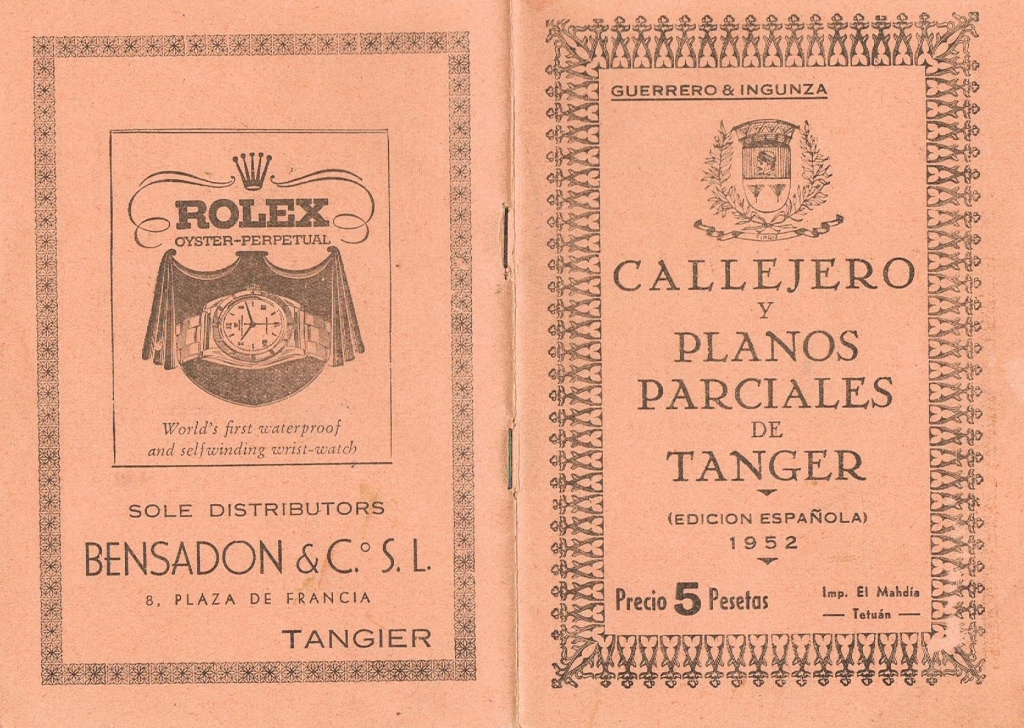 ROLEX
OYSTER-PERPETUAL
World's first waterproof
and selfwinding wrist-watch
SOLE DISTRIBUTORS
BENSADON & C.º S. L.
8, PLAZA DE FRANCIA
TANGIER
GUERRERO & INGUNZA
CALLEJERO
Y
PLANOS
PARCIALES
DE
TANGER
(EDICION ESPAÑOLA)
1952
Precio 5 Pesetas
Imp. El Mahdía
— Tetuán —